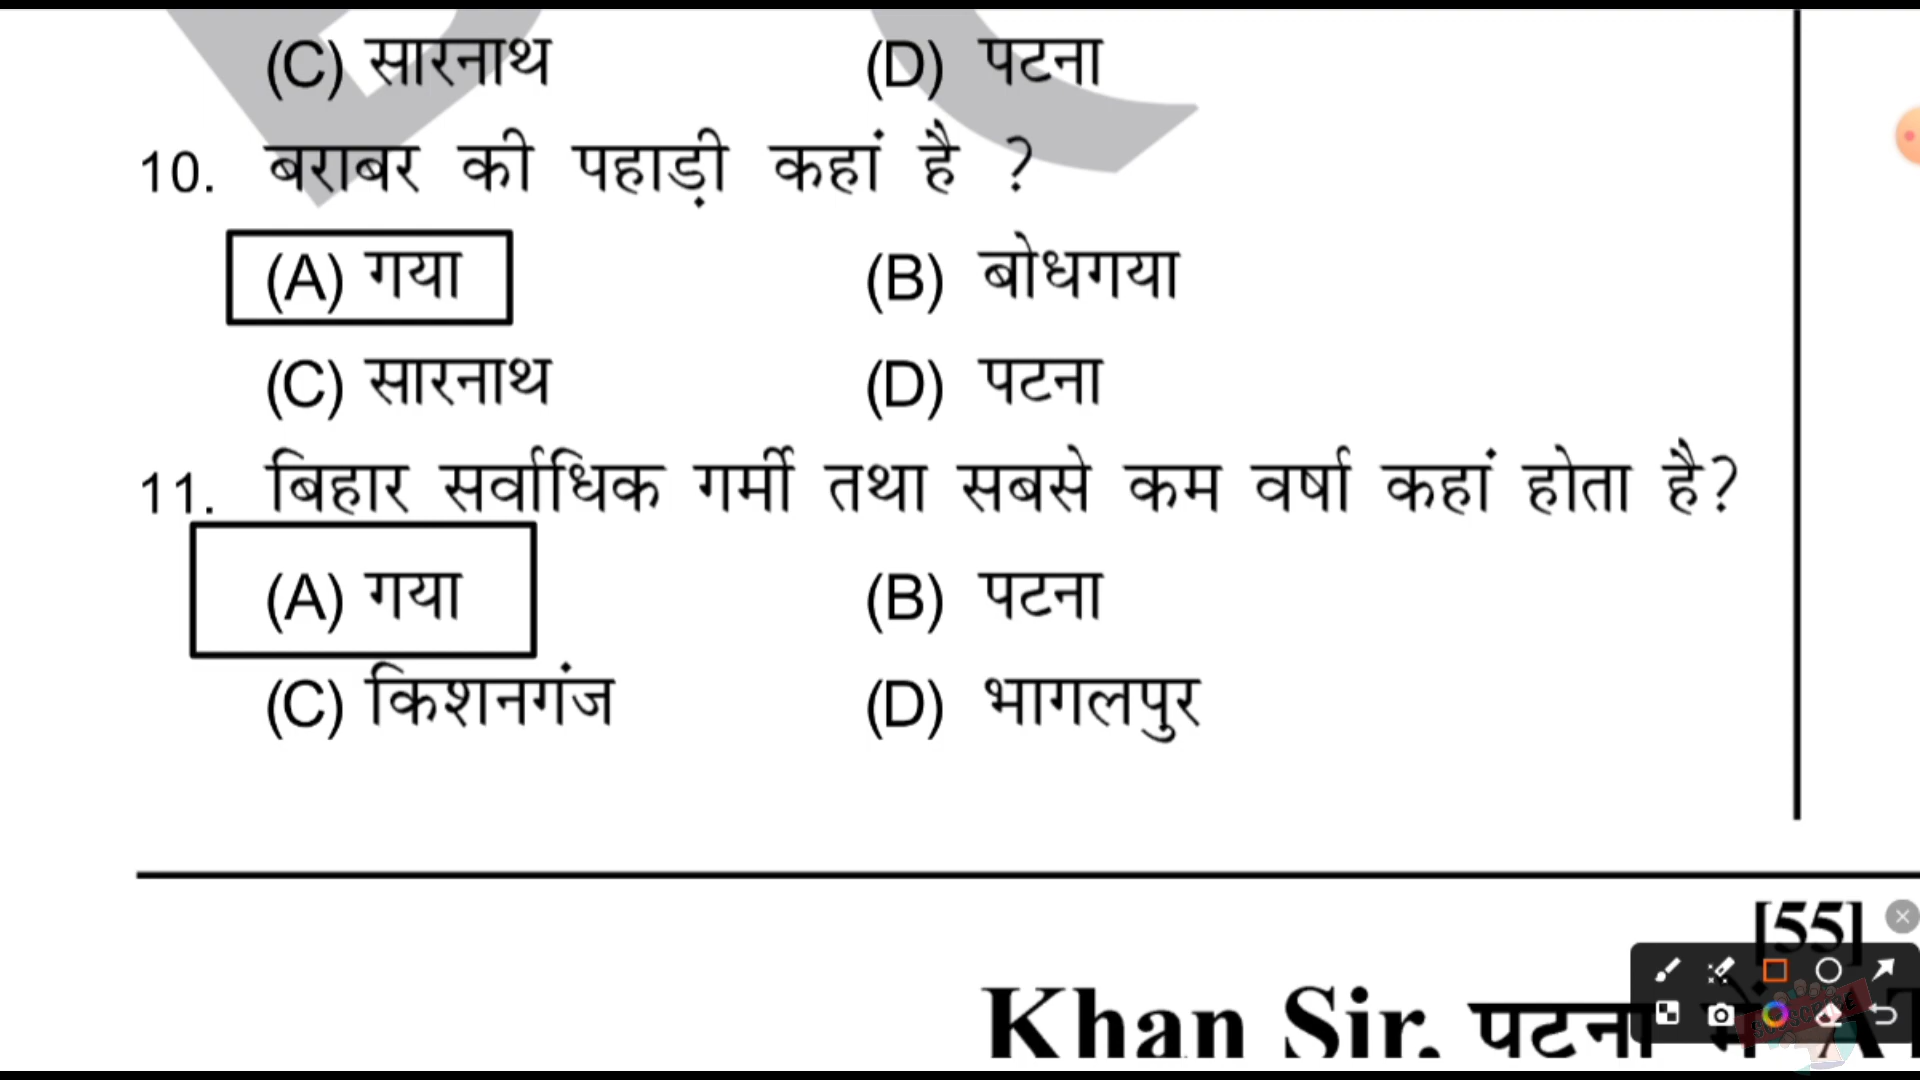 (C) सारनाथ (D) पटना
10. बराबर की पहाड़ी कहां है ?
(A) गया (B) बोधगया
(C) सारनाथ (D) पटना
11. बिहार सर्वाधिक गर्मी तथा सबसे कम वर्षा कहां होता है?
(A) गया (B) पटना
(C) किशनगंज (D) भागलपुर
[55]
Khan Sir, पटना में